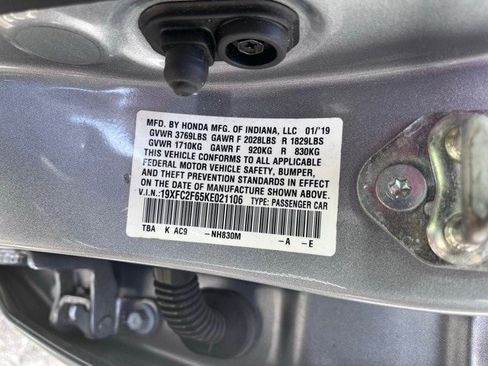 MFD. BY HONDA MFG. OF INDIANA, LLC 01/'19
GVWR 3769LBS GAWR F 2028LBS R 1829LBS
GVWR 1710KG GAWR F 920KG R 830KG
THIS VEHICLE CONFORMS TO ALL APPLICABLE
FEDERAL MOTOR VEHICLE SAFETY, BUMPER,
AND THEFT PREVENTION STANDARDS IN EFFECT
ON THE DATE OF MANUFACTURE SHOWN ABOVE.
V.I.N.:19XFC2F65KE021106 TYPE: PASSENGER CAR
TBA K AC9 -NH830M -A -E